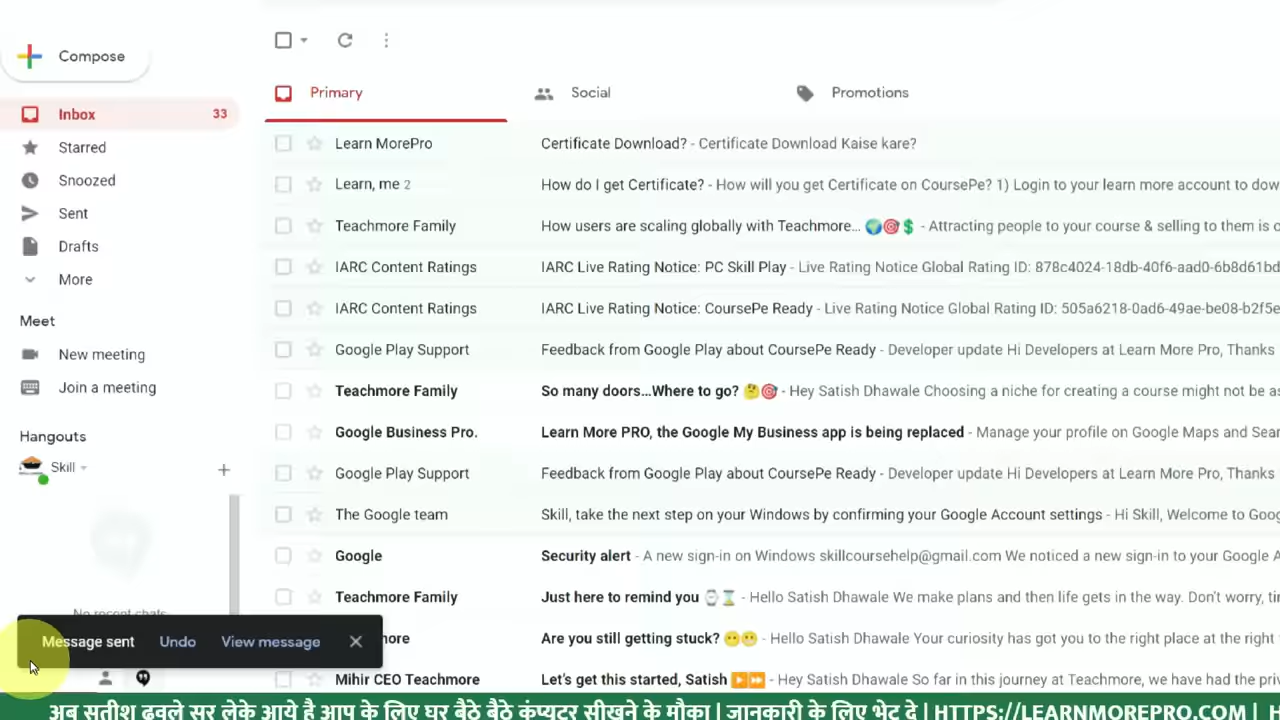 Compose
Inbox 33
Starred
Snoozed
Sent
Drafts
More
Meet
New meeting
Join a meeting
Hangouts
Skill
No recent chats
Primary Social Promotions
Learn MorePro Certificate Download? - Certificate Download Kaise kare?
Learn, me 2 How do I get Certificate? - How will you get Certificate on CoursePe? 1) Login to your learn more account to dow
Teachmore Family How users are scaling globally with Teachmore... 🌍🎯💲 - Attracting people to your course & selling to them is o
IARC Content Ratings IARC Live Rating Notice: PC Skill Play - Live Rating Notice Global Rating ID: 878c4024-18db-40f6-aad0-6b8d61bd
IARC Content Ratings IARC Live Rating Notice: CoursePe Ready - Live Rating Notice Global Rating ID: 505a6218-0ad6-49ae-be08-b2f5e
Google Play Support Feedback from Google Play about CoursePe Ready - Developer update Hi Developers at Learn More Pro, Thanks
Teachmore Family So many doors...Where to go? 🤔🎯 - Hey Satish Dhawale Choosing a niche for creating a course might not be as
Google Business Pro. Learn More PRO, the Google My Business app is being replaced - Manage your profile on Google Maps and Sear
Google Play Support Feedback from Google Play about CoursePe Ready - Developer update Hi Developers at Learn More Pro, Thanks
The Google team Skill, take the next step on your Windows by confirming your Google Account settings - Hi Skill, Welcome to Goog
Google Security alert - A new sign-in on Windows skillcoursehelp@gmail.com We noticed a new sign-in to your Google A
Teachmore Family Just here to remind you ⌚⏳ - Hello Satish Dhawale We make plans and then life gets in the way. Don't worry, tir
more Are you still getting stuck? 😶😬 - Hello Satish Dhawale Your curiosity has got you to the right place at the right
Mihir CEO Teachmore Let's get this started, Satish ▶️⏩ - Hey Satish Dhawale So far in this journey at Teachmore, we have had the priv
Message sent Undo View message
अब सतीश ढवले सर लेके आये है आप के लिए घर बैठे बैठे कंप्यूटर सीखने के मौका | जानकारी के लिए भेट दे | HTTPS://LEARNMOREPRO.COM | H